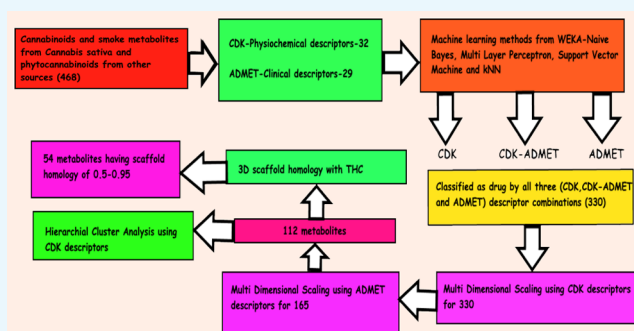 Cannabinoids and smoke metabolites
from Cannabis sativa and
phytocannabinoids from other
sources (468)
CDK-Physiochemical descriptors-32
ADMET-Clinical descriptors-29
Machine learning methods from WEKA-Naive
Bayes, Multi Layer Perceptron, Support Vector
Machine and kNN
CDK
CDK-ADMET
ADMET
Classified as drug by all three (CDK,CDK-ADMET
and ADMET) descriptor combinations (330)
Multi Dimensional Scaling using CDK descriptors
for 330
Multi Dimensional Scaling using ADMET
descriptors for 165
112 metabolites
Hierarchial Cluster Analysis using
CDK descriptors
3D scaffold homology with THC
54 metabolites having scaffold
homology of 0.5-0.95